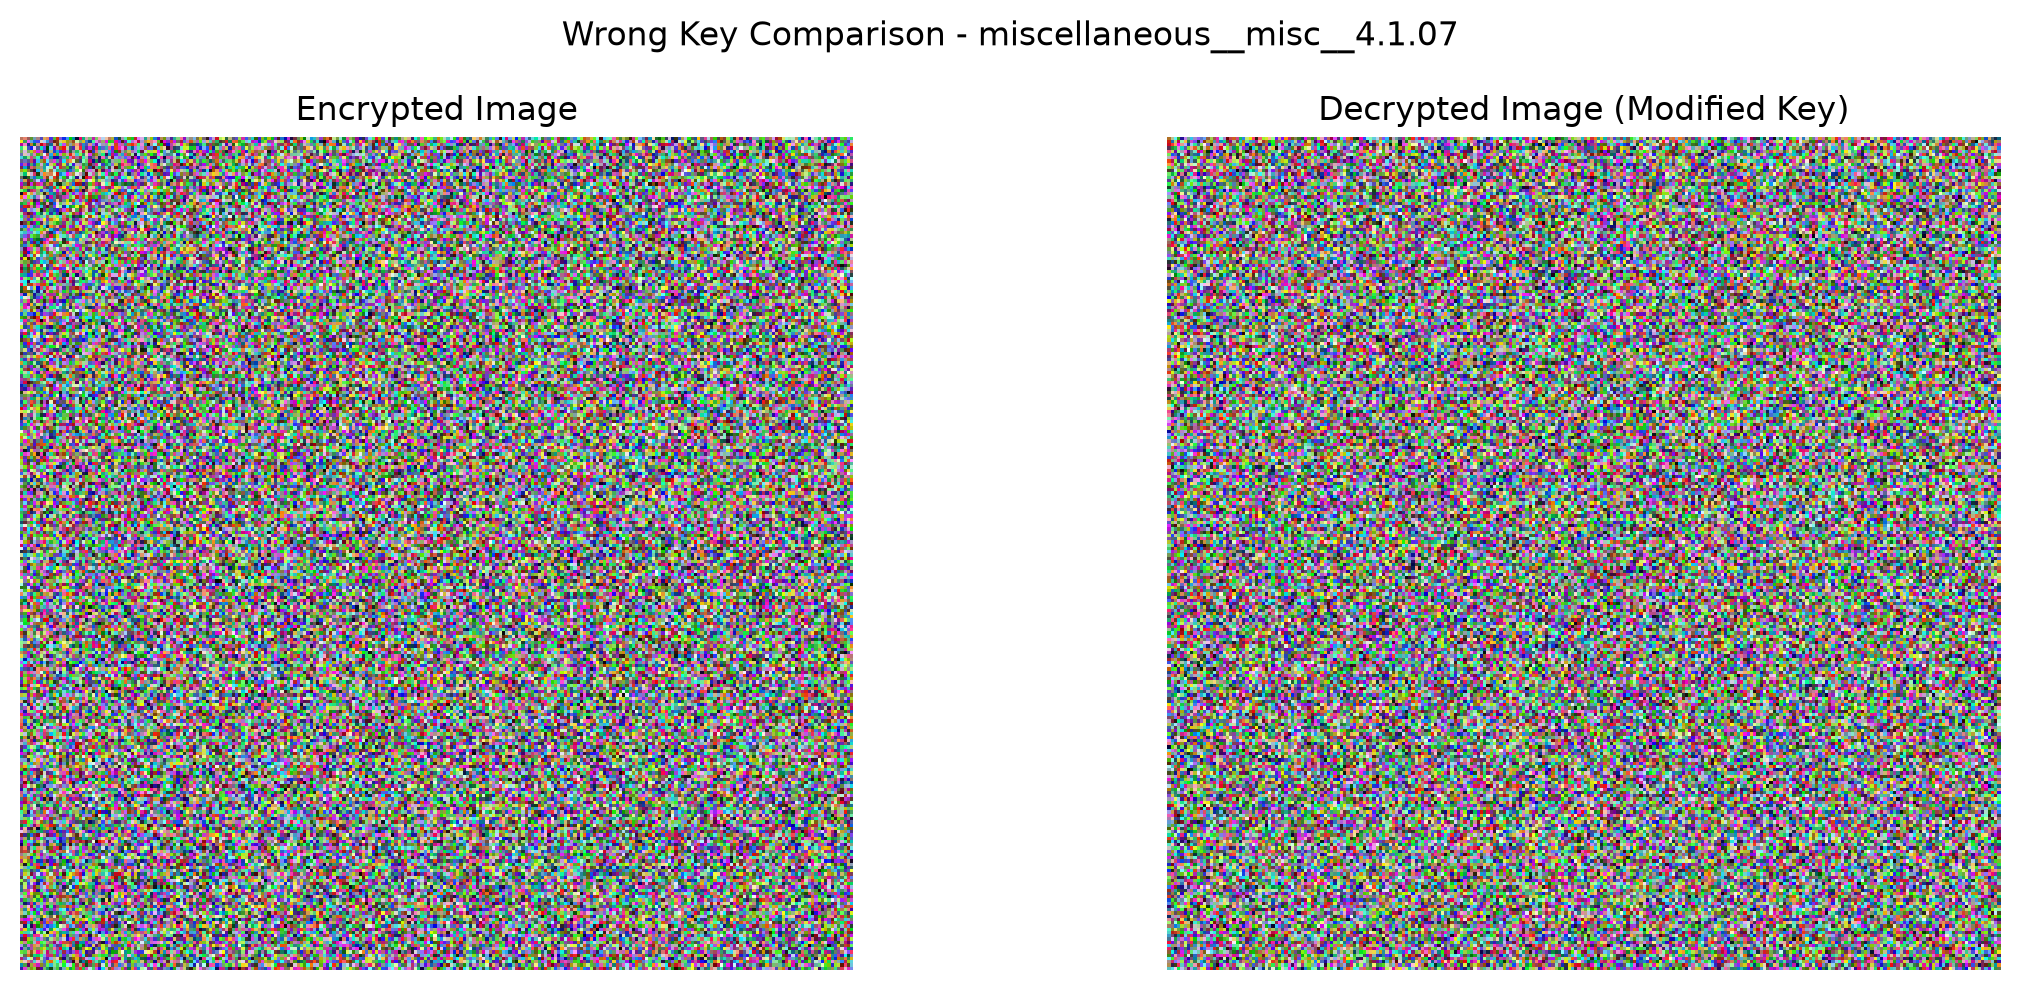 Wrong Key Comparison - miscellaneous__misc__4.1.07
Encrypted Image
Decrypted Image (Modified Key)